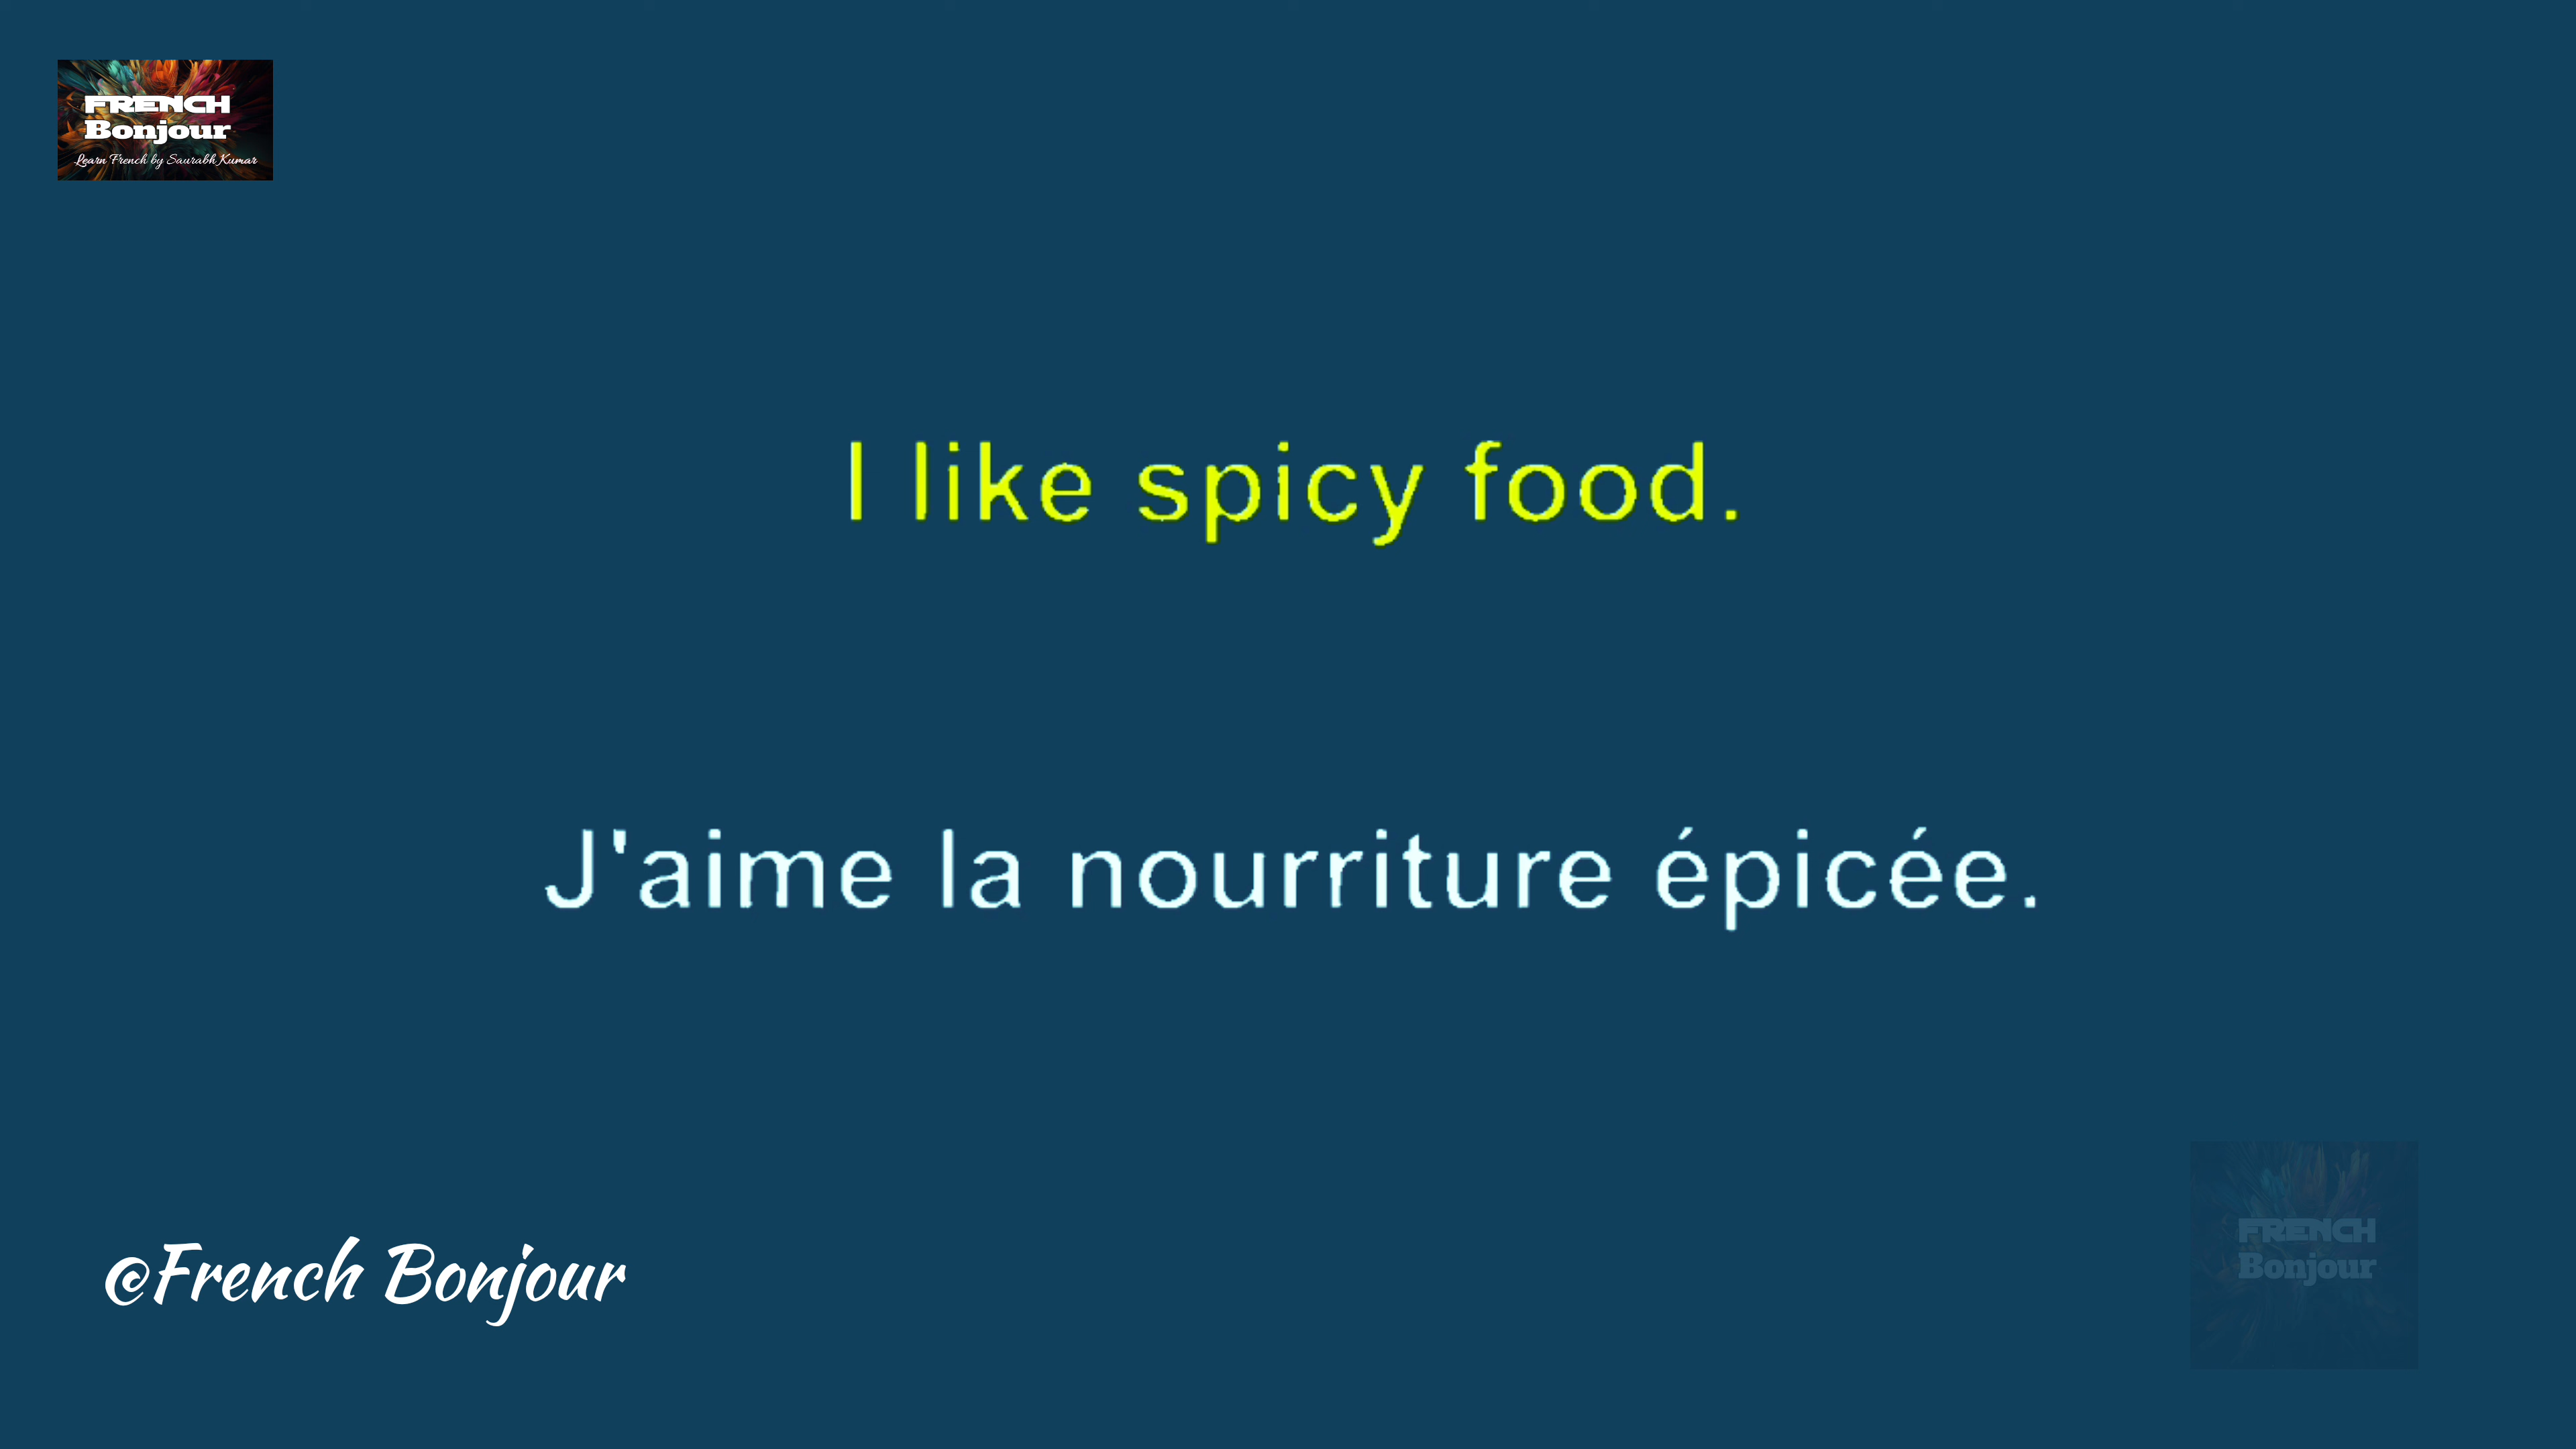 FRENCH
Bonjour
Learn French by Saurabh Kumar
I like spicy food.
J'aime la nourriture épicée.
@French Bonjour
FRENCH
Bonjour